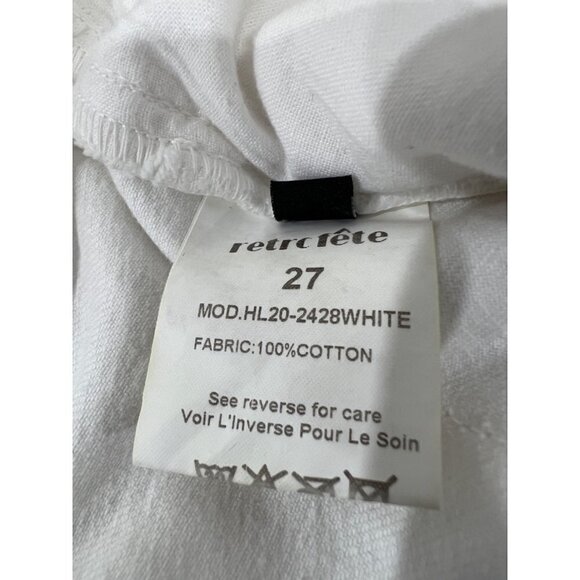 retrofête
27
MOD.HL20-2428WHITE
FABRIC:100%COTTON
See reverse for care
Voir L'Inverse Pour Le Soin